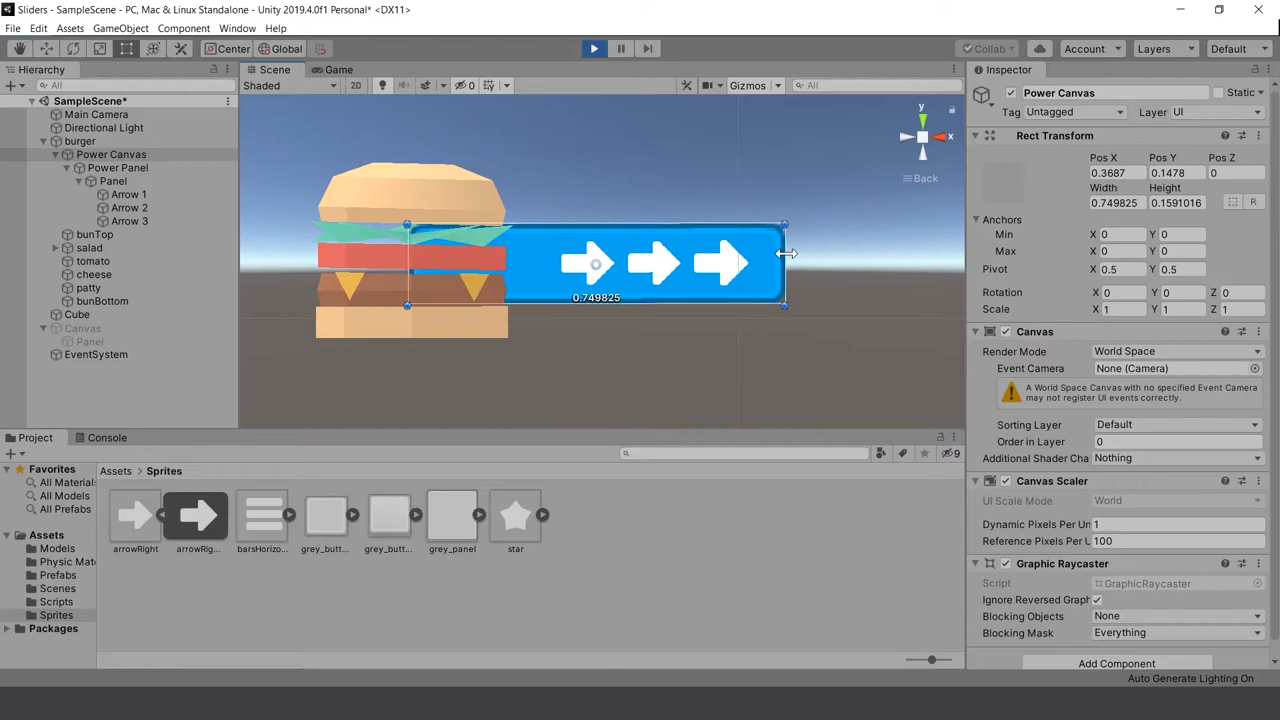 Sliders - SampleScene - PC, Mac & Linux Standalone - Unity 2019.4.0f1 Personal* <DX11>
File Edit Assets GameObject Component Window Help
Center Global Collab Account Layers Default
Hierarchy
All
SampleScene*
Main Camera
Directional Light
burger
Power Canvas
Power Panel
Panel
Arrow 1
Arrow 2
Arrow 3
bunTop
salad
tomato
cheese
patty
bunBottom
Cube
Canvas
Panel
EventSystem
Scene Game
Shaded 2D 0 Gizmos All
y
x
Back
0.749825
Inspector
Power Canvas Static
Tag Untagged Layer UI
Rect Transform
Pos X Pos Y Pos Z
0.3687 0.1478 0
Width Height
0.749825 0.1591016 R
Anchors
Min X 0 Y 0
Max X 0 Y 0
Pivot X 0.5 Y 0.5
Rotation X 0 Y 0 Z 0
Scale X 1 Y 1 Z 1
Canvas
Render Mode World Space
Event Camera None (Camera)
A World Space Canvas with no specified Event Camera
may not register UI events correctly.
Sorting Layer Default
Order in Layer 0
Additional Shader Cha Nothing
Canvas Scaler
UI Scale Mode World
Dynamic Pixels Per Un 1
Reference Pixels Per U 100
Graphic Raycaster
Script GraphicRaycaster
Ignore Reversed Graph
Blocking Objects None
Blocking Mask Everything
Add Component
Auto Generate Lighting On
Project Console
9
Favorites
All Materials
All Models
All Prefabs
Assets
Models
Physic Mat
Prefabs
Scenes
Scripts
Sprites
Packages
Assets Sprites
arrowRight arrowRig... barsHorizo... grey_butt... grey_butt... grey_panel star